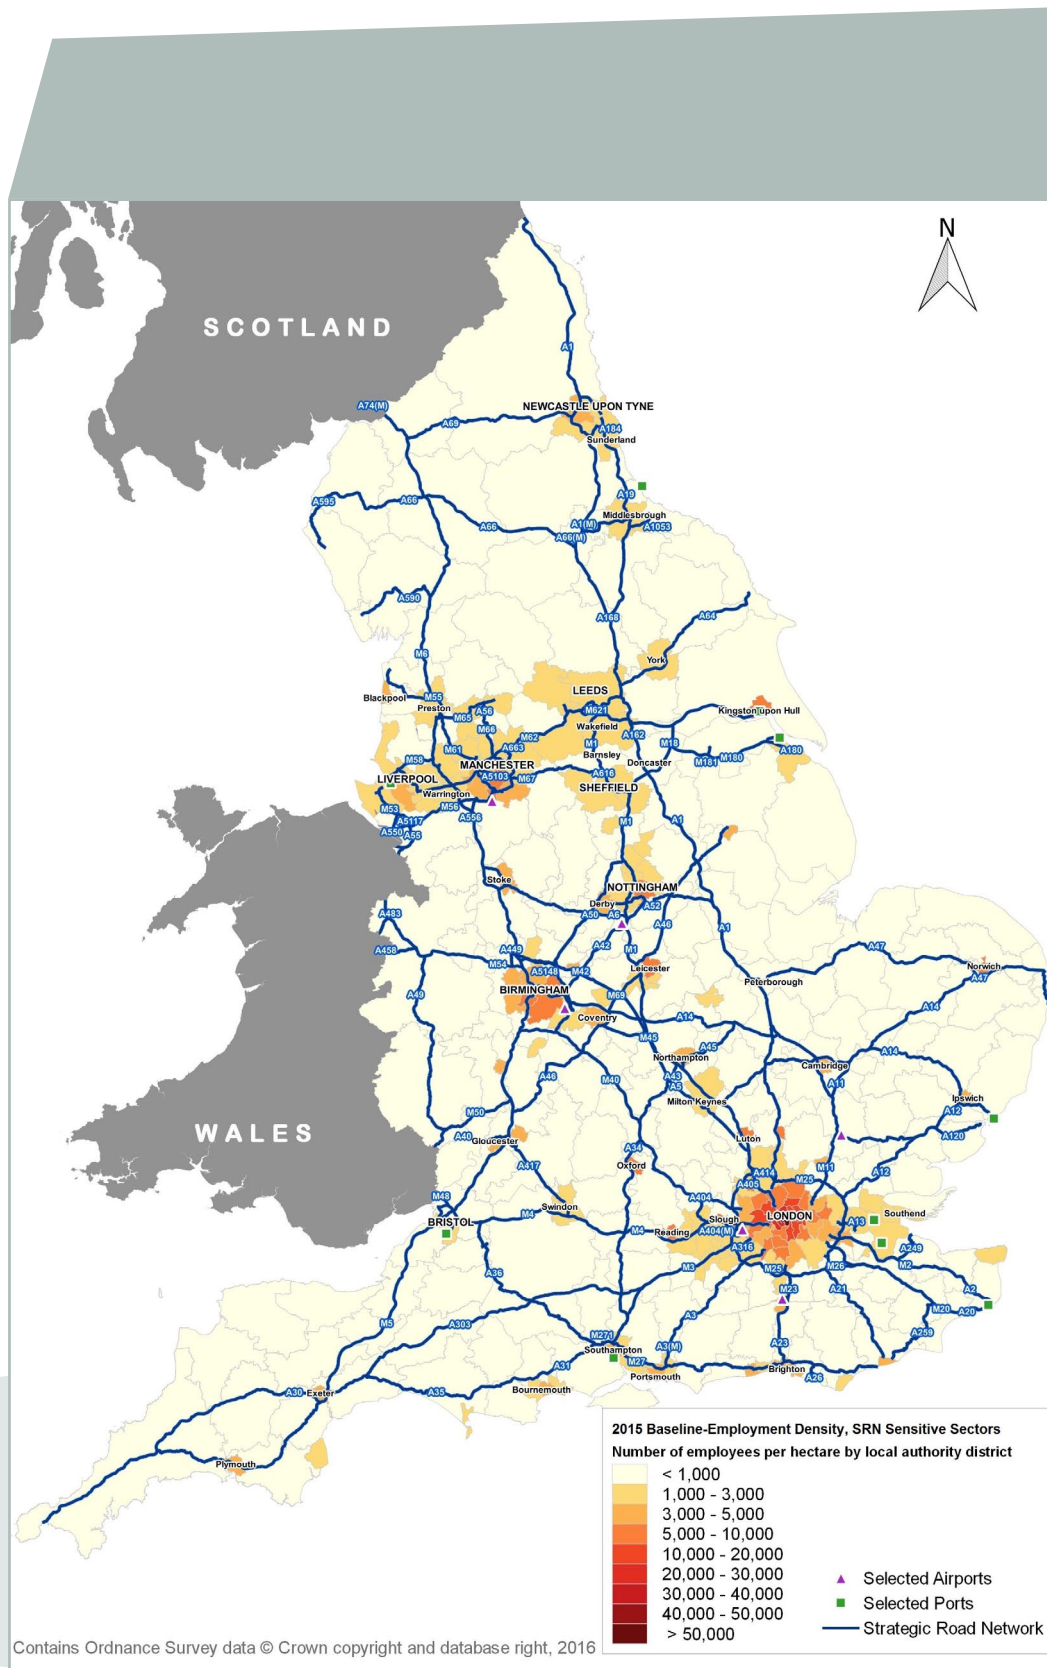 N
SCOTLAND
A1
A74(M)
NEWCASTLE UPON TYNE
A69
A184
Sunderland
A19
A595
A66
A66
Middlesbrough
A1(M)
A1053
A66(M)
A590
A168
A64
M6
York
LEEDS
Blackpool
M55
Preston
A56
M621
Kingston upon Hull
M65
Wakefield
M66
M62
A162
M1
M18
A663
M61
Barnsley
A180
M181
M180
M58
MANCHESTER
Doncaster
LIVERPOOL
A5103
M67
A616
Warrington
SHEFFIELD
M53
M56
A556
A5117
M1
A1
A550
A55
Stoke
NOTTINGHAM
Derby
A52
A483
A50
A6
A46
A1
A458
A449
A42
M1
A47
M54
A5148
M42
Leicester
Norwich
A47
BIRMINGHAM
Peterborough
A49
M69
A14
Coventry
A14
M45
A45
Northampton
A14
Cambridge
A46
M40
A43
A11
A5
Milton Keynes
Ipswich
M50
A12
WALES
A40
Gloucester
Luton
A120
A34
A417
Oxford
M11
A414
A12
A405
M25
M48
A404
Swindon
BRISTOL
M4
Slough
LONDON
Southend
M4
Reading
A404(M)
A13
A316
A249
A36
M3
M25
M26
M2
M23
A21
A2
M5
A303
A3
M20
A20
M271
A3(M)
A23
A259
Southampton
M27
A31
Brighton
Portsmouth
A26
A30
Exeter
A35
Bournemouth
Plymouth
2015 Baseline-Employment Density, SRN Sensitive Sectors
Number of employees per hectare by local authority district
< 1,000
1,000 - 3,000
3,000 - 5,000
5,000 - 10,000
10,000 - 20,000
20,000 - 30,000
30,000 - 40,000
40,000 - 50,000
> 50,000
Selected Airports
Selected Ports
Strategic Road Network
Contains Ordnance Survey data © Crown copyright and database right, 2016